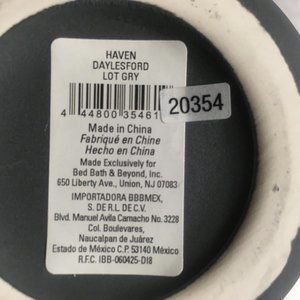 HAVEN
DAYLESFORD
LOT GRY
4 44800 35461
20354
Made in China
Fabriqué en Chine
Hecho en China
Made Exclusively for
Bed Bath & Beyond, Inc.
650 Liberty Ave., Union, NJ 07083
IMPORTADORA BBBMEX,
S. DE R.L. DE C.V.
Blvd. Manuel Avila Camacho No. 3228
Col. Boulevares,
Naucalpan de Juárez
Estado de México C.P. 53140 México
R.F.C. IBB-060425-DI8